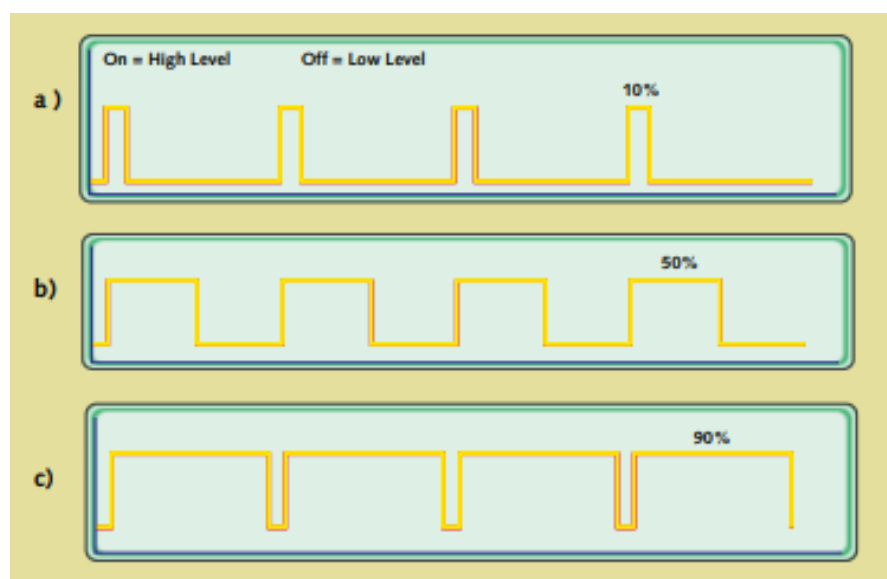 On = High Level Off = Low Level
a )
10%
b)
50%
c)
90%